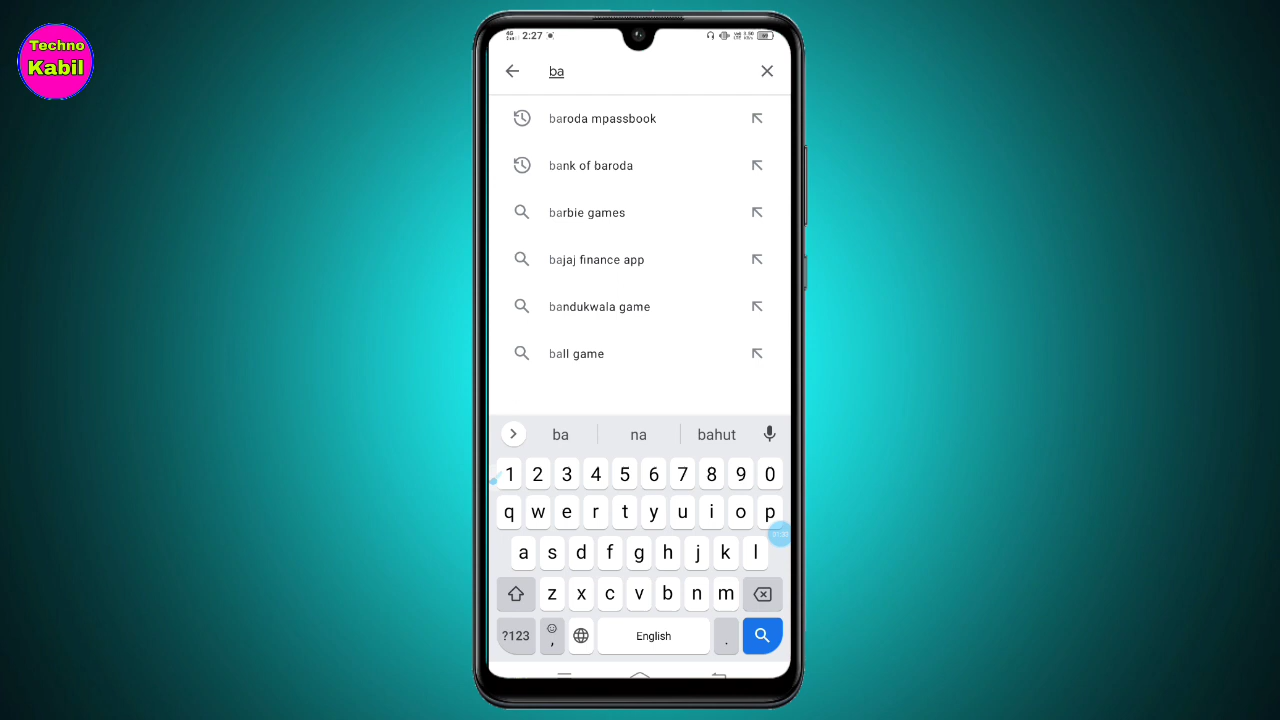 Techno
Kabil
4G
2:27
ba
baroda mpassbook
bank of baroda
barbie games
bajaj finance app
bandukwala game
ball game
ba na bahut
1 2 3 4 5 6 7 8 9 0
q w e r t y u i o p
a s d f g h j k l
z x c v b n m
?123 , English .